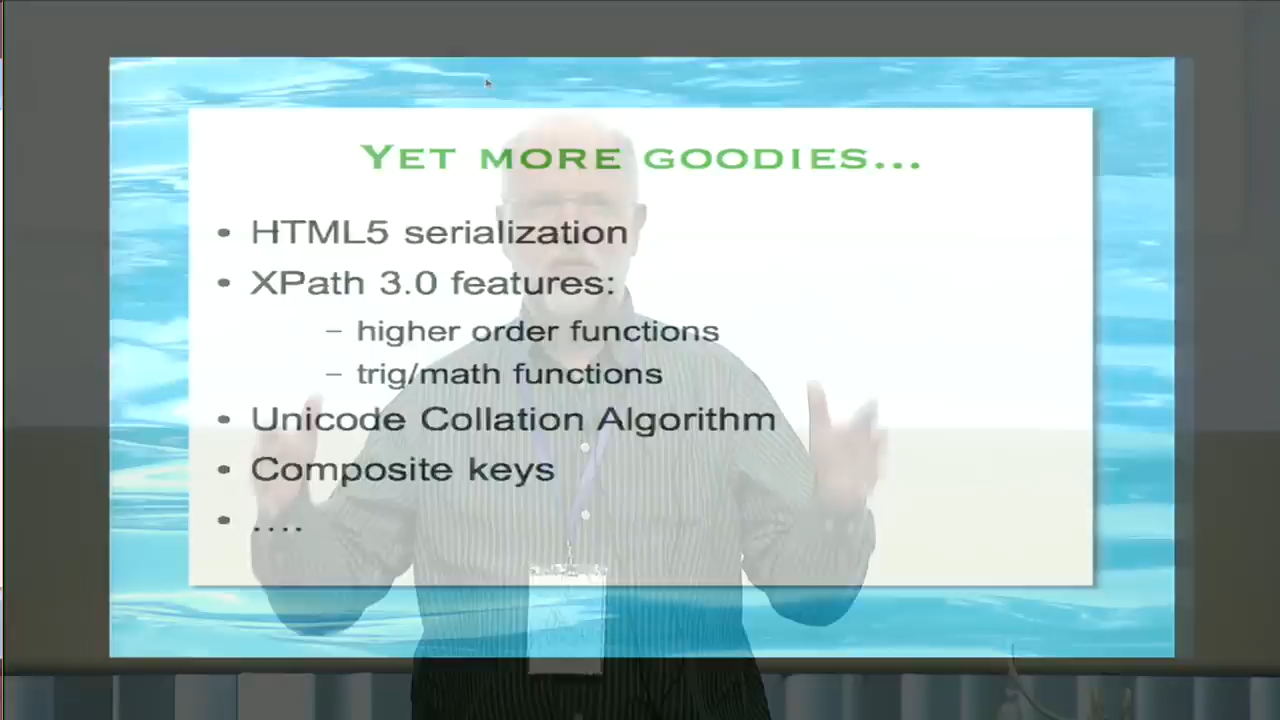 YET MORE GOODIES...
• HTML5 serialization
• XPath 3.0 features:
– higher order functions
– trig/math functions
• Unicode Collation Algorithm
• Composite keys
• ....